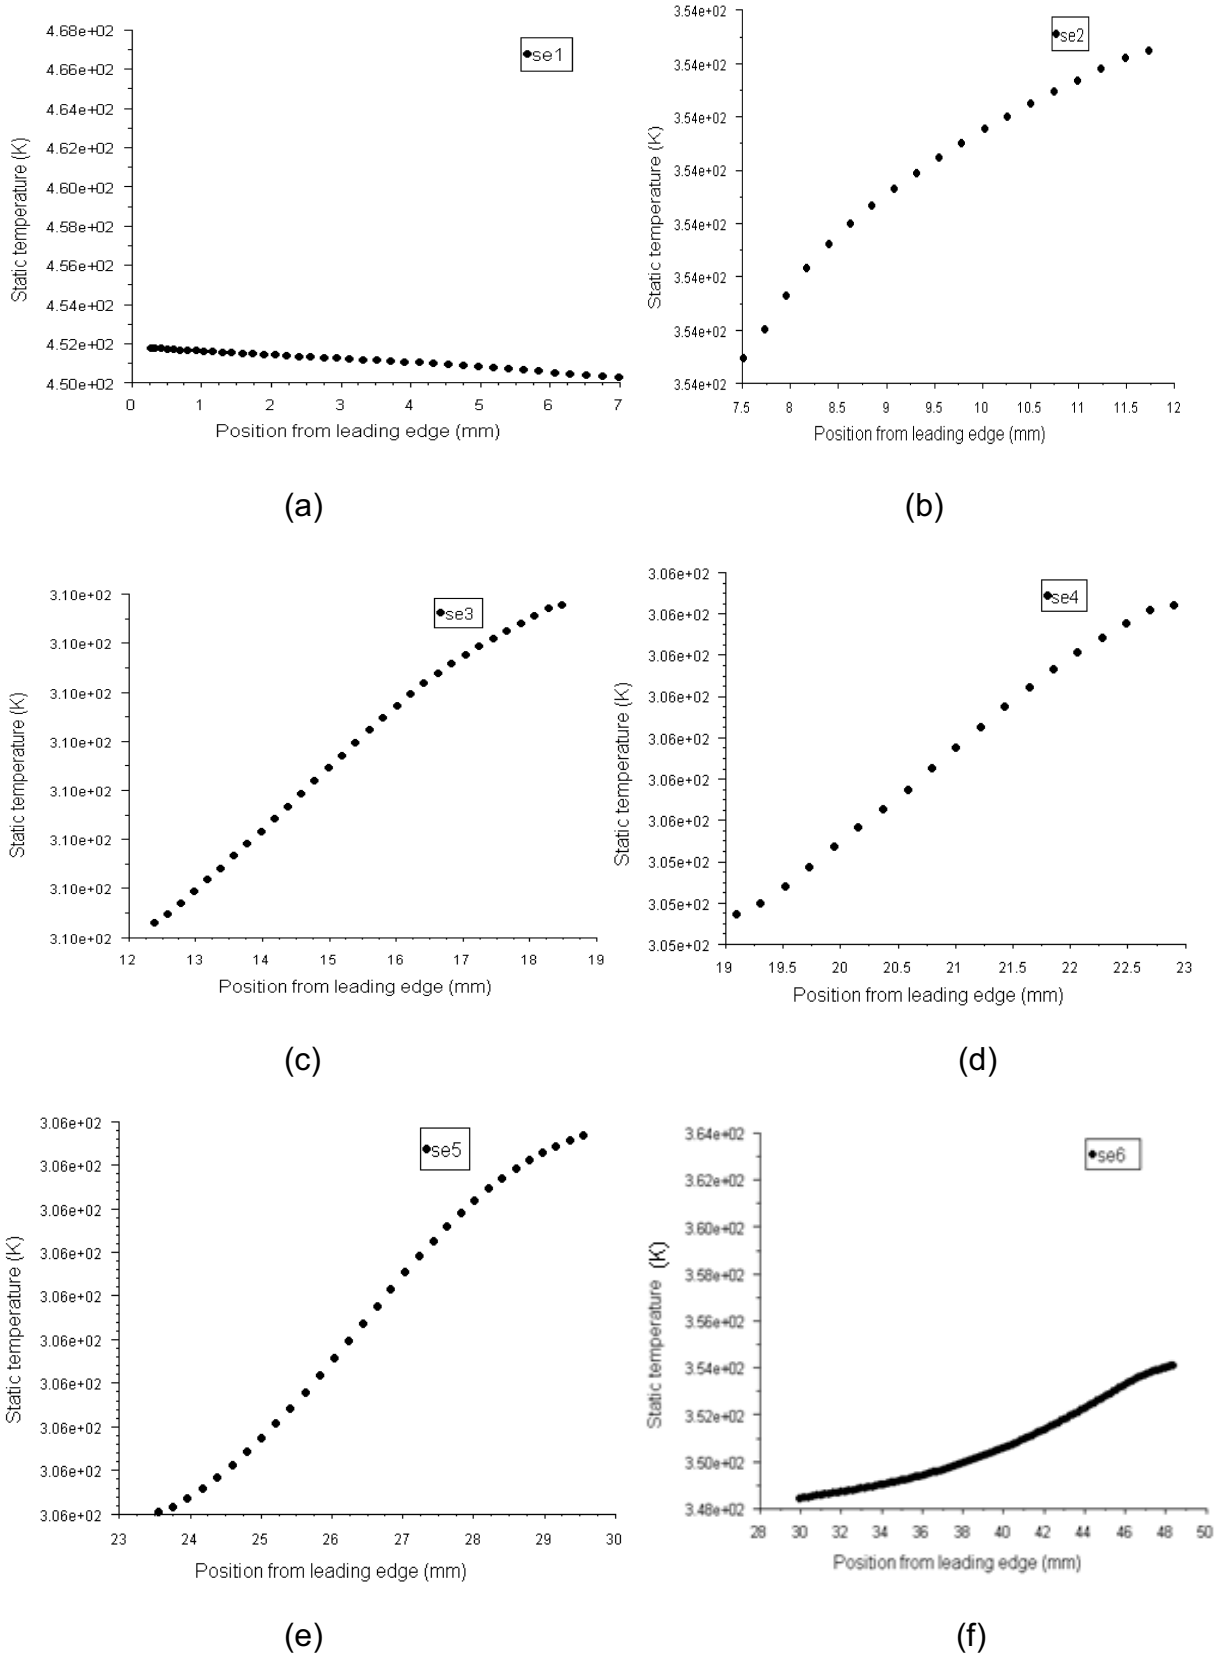 4.68e+02
4.66e+02
4.64e+02
4.62e+02
4.60e+02
4.58e+02
4.56e+02
4.54e+02
4.52e+02
4.50e+02
Static temperature (K)
se1
0 1 2 3 4 5 6 7
Position from leading edge (mm)
(a)
3.54e+02
3.54e+02
3.54e+02
3.54e+02
3.54e+02
3.54e+02
3.54e+02
3.54e+02
Static temperature (K)
se2
7.5 8 8.5 9 9.5 10 10.5 11 11.5 12
Position from leading edge (mm)
(b)
3.10e+02
3.10e+02
3.10e+02
3.10e+02
3.10e+02
3.10e+02
3.10e+02
3.10e+02
Static temperature (K)
se3
12 13 14 15 16 17 18 19
Position from leading edge (mm)
(c)
3.06e+02
3.06e+02
3.06e+02
3.06e+02
3.06e+02
3.06e+02
3.06e+02
3.05e+02
3.05e+02
3.05e+02
Static temperature (K)
se4
19 19.5 20 20.5 21 21.5 22 22.5 23
Position from leading edge (mm)
(d)
3.06e+02
3.06e+02
3.06e+02
3.06e+02
3.06e+02
3.06e+02
3.06e+02
3.06e+02
3.06e+02
3.06e+02
Static temperature (K)
se5
23 24 25 26 27 28 29 30
Position from leading edge (mm)
(e)
3.64e+02
3.62e+02
3.60e+02
3.58e+02
3.56e+02
3.54e+02
3.52e+02
3.50e+02
3.48e+02
Static temperature (K)
se6
28 30 32 34 36 38 40 42 44 46 48 50
Position from leading edge (mm)
(f)